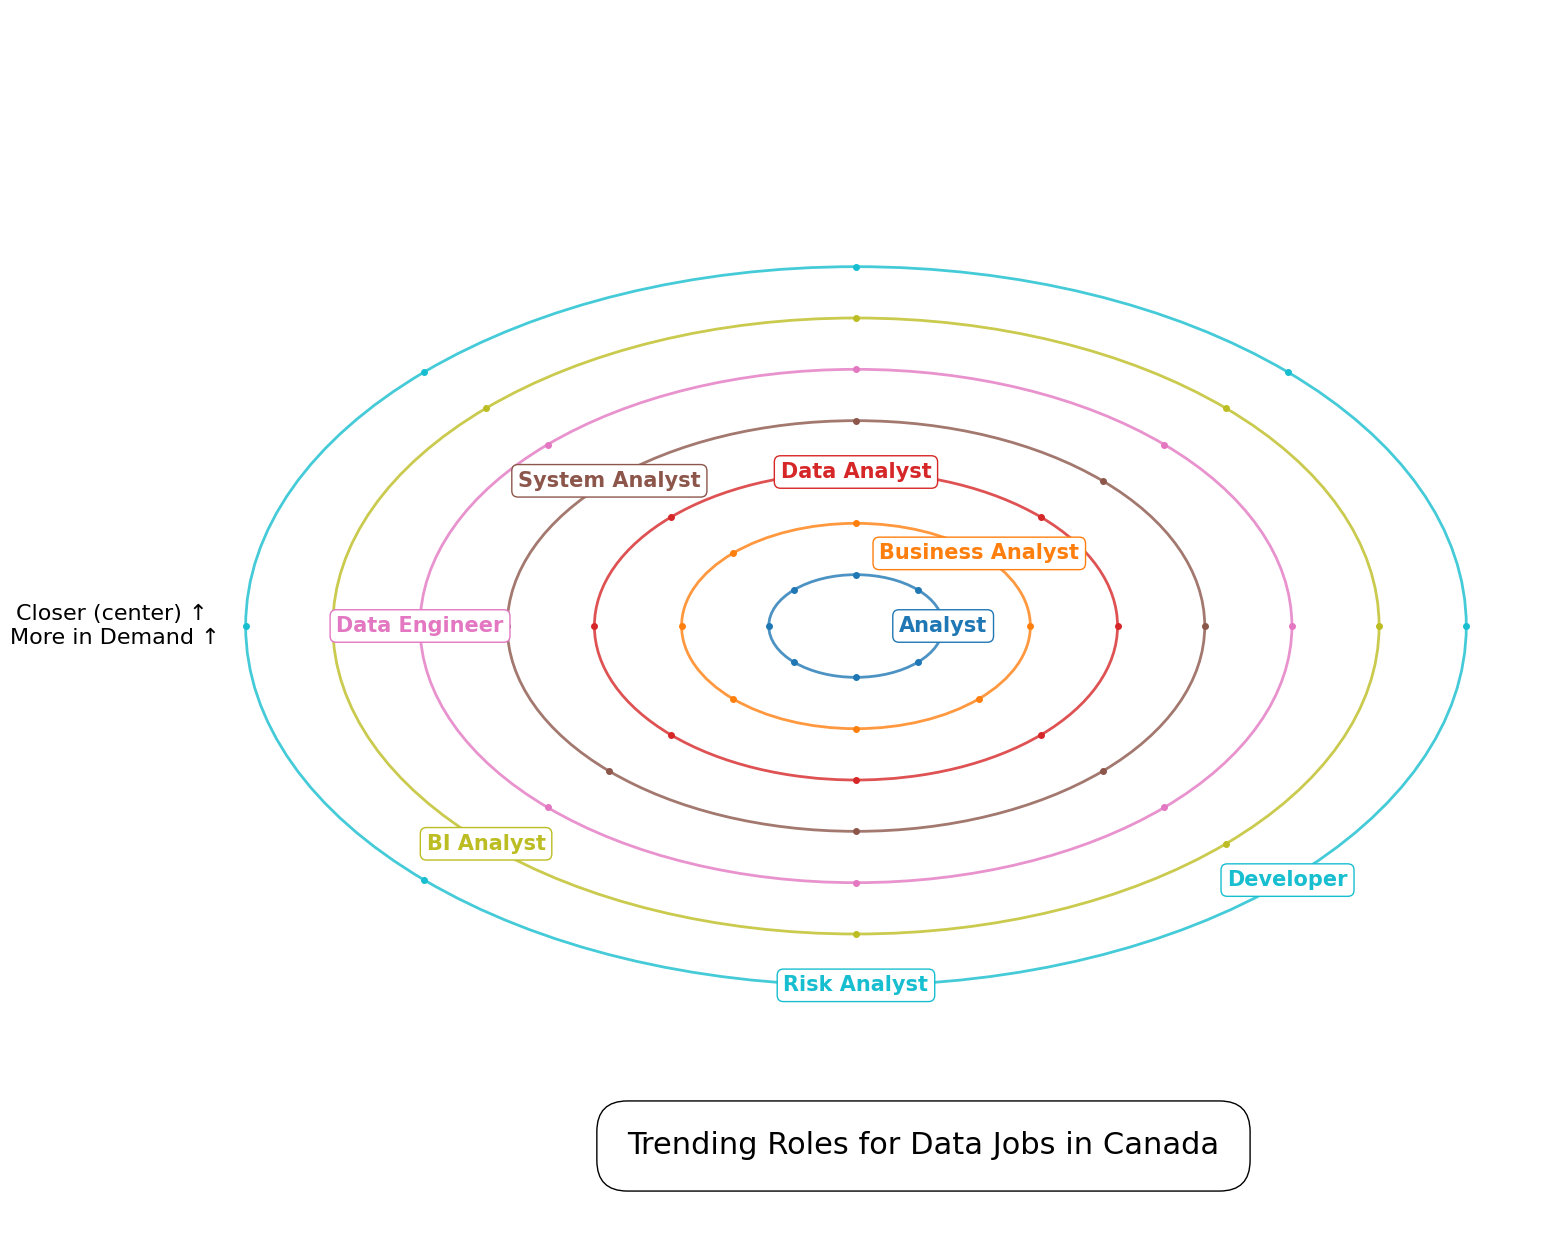 Data Analyst
System Analyst
Business Analyst
Closer (center) ↑
More in Demand ↑
Data Engineer
Analyst
BI Analyst
Developer
Risk Analyst
Trending Roles for Data Jobs in Canada